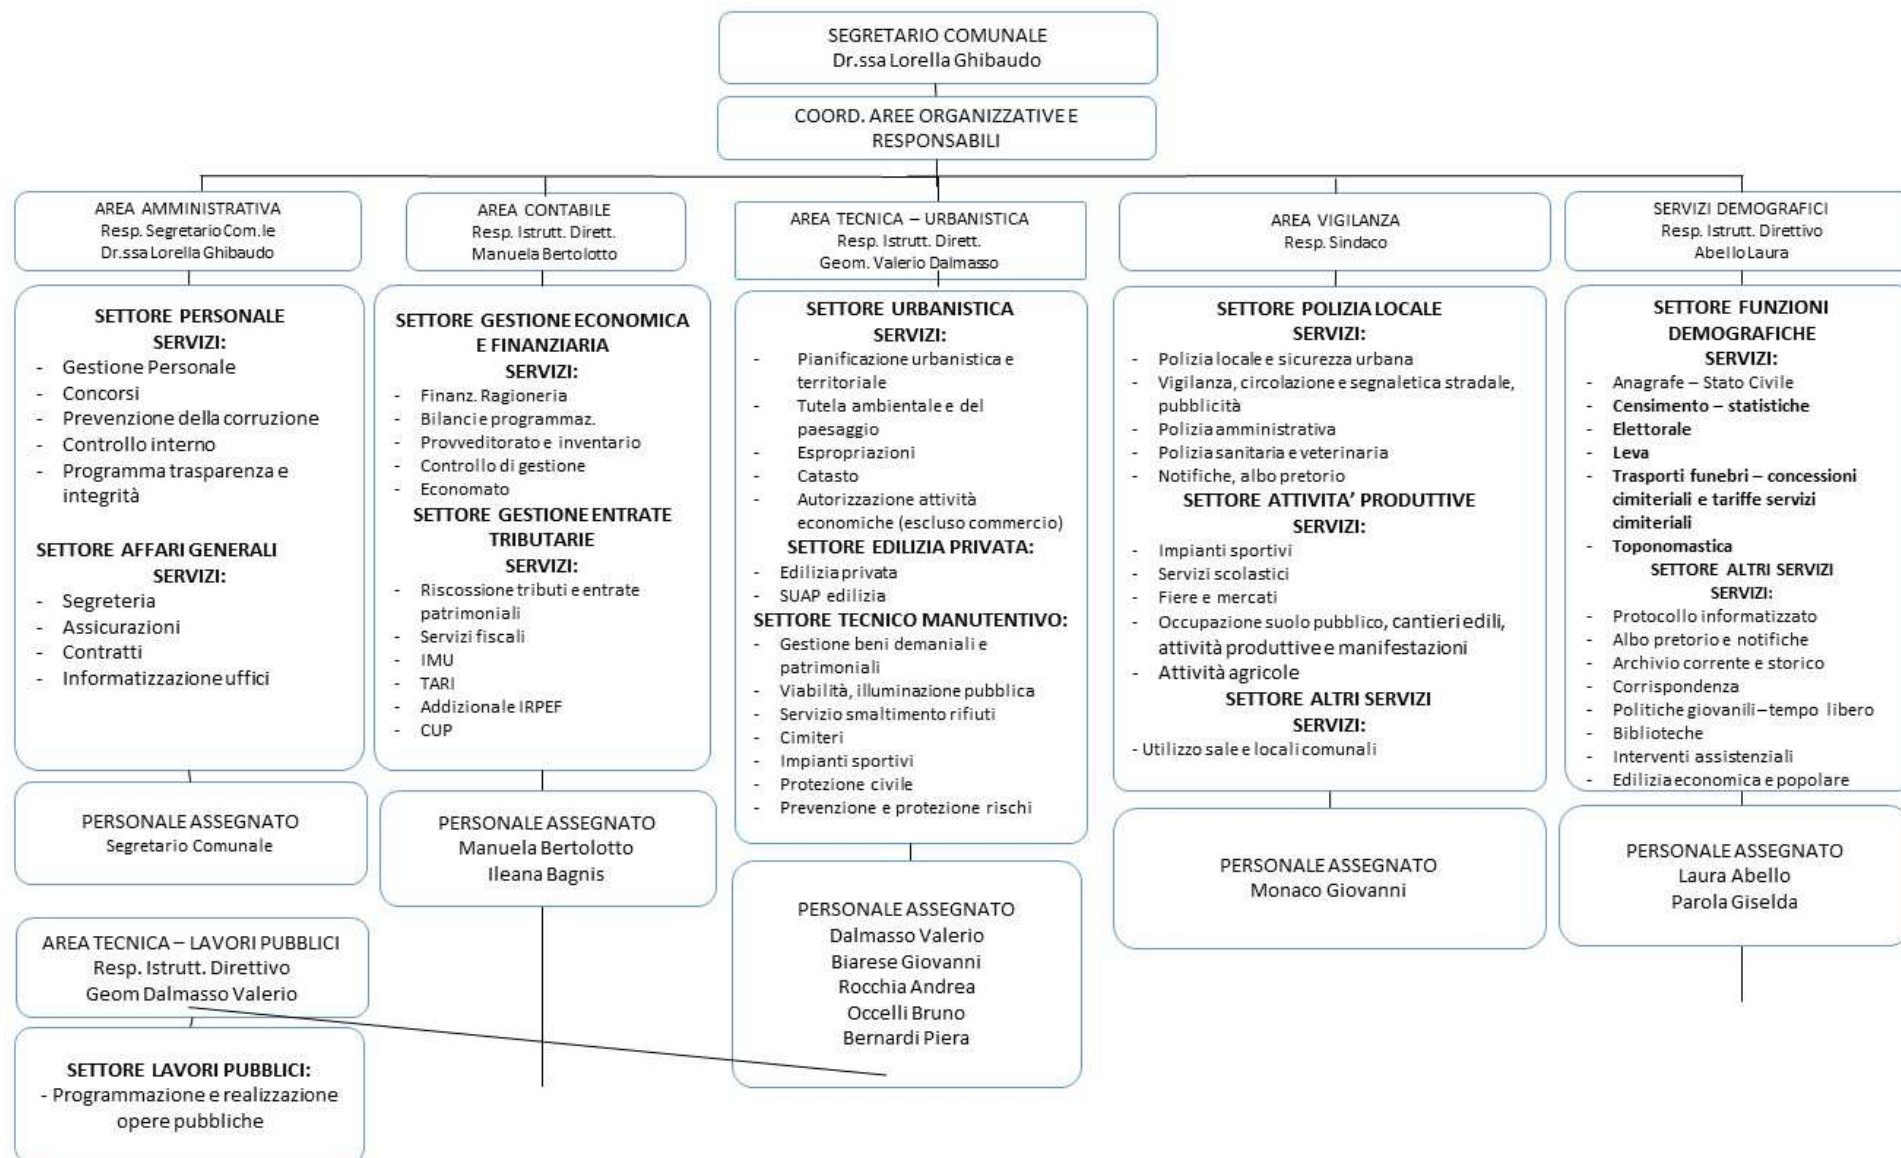 SEGRETARIO COMUNALE
Dr.ssa Lorella Ghibaudo
COORD. AREE ORGANIZZATIVE E
RESPONSABILI
AREA AMMINISTRATIVA
Resp. Segretario Com.le
Dr.ssa Lorella Ghibaudo
SETTORE PERSONALE
SERVIZI:
- Gestione Personale
- Concorsi
- Prevenzione della corruzione
- Controllo interno
- Programma trasparenza e
integrità
SETTORE AFFARI GENERALI
SERVIZI:
- Segreteria
- Assicurazioni
- Contratti
- Informatizzazione uffici
PERSONALE ASSEGNATO
Segretario Comunale
AREA TECNICA – LAVORI PUBBLICI
Resp. Istrutt. Direttivo
Geom Dalmasso Valerio
SETTORE LAVORI PUBBLICI:
- Programmazione e realizzazione
opere pubbliche
AREA CONTABILE
Resp. Istrutt. Dirett.
Manuela Bertolotto
SETTORE GESTIONE ECONOMICA
E FINANZIARIA
SERVIZI:
- Finanz. Ragioneria
- Bilanci e programmaz.
- Provveditorato e inventario
- Controllo di gestione
- Economato
SETTORE GESTIONE ENTRATE
TRIBUTARIE
SERVIZI:
- Riscossione tributi e entrate
patrimoniali
- Servizi fiscali
- IMU
- TARI
- Addizionale IRPEF
- CUP
PERSONALE ASSEGNATO
Manuela Bertolotto
Ileana Bagnis
AREA TECNICA – URBANISTICA
Resp. Istrutt. Dirett.
Geom. Valerio Dalmasso
SETTORE URBANISTICA
SERVIZI:
- Pianificazione urbanistica e
territoriale
- Tutela ambientale e del
paesaggio
- Espropriazioni
- Catasto
- Autorizzazione attività
economiche (escluso commercio)
SETTORE EDILIZIA PRIVATA:
- Edilizia privata
- SUAP edilizia
SETTORE TECNICO MANUTENTIVO:
- Gestione beni demaniali e
patrimoniali
- Viabilità, illuminazione pubblica
- Servizio smaltimento rifiuti
- Cimiteri
- Impianti sportivi
- Protezione civile
- Prevenzione e protezione rischi
PERSONALE ASSEGNATO
Dalmasso Valerio
Biarese Giovanni
Rocchia Andrea
Occelli Bruno
Bernardi Piera
AREA VIGILANZA
Resp. Sindaco
SETTORE POLIZIA LOCALE
SERVIZI:
- Polizia locale e sicurezza urbana
- Vigilanza, circolazione e segnaletica stradale,
pubblicità
- Polizia amministrativa
- Polizia sanitaria e veterinaria
- Notifiche, albo pretorio
SETTORE ATTIVITA' PRODUTTIVE
SERVIZI:
- Impianti sportivi
- Servizi scolastici
- Fiere e mercati
- Occupazione suolo pubblico, cantieri edili,
attività produttive e manifestazioni
- Attività agricole
SETTORE ALTRI SERVIZI
SERVIZI:
- Utilizzo sale e locali comunali
PERSONALE ASSEGNATO
Monaco Giovanni
SERVIZI DEMOGRAFICI
Resp. Istrutt. Direttivo
Abello Laura
SETTORE FUNZIONI
DEMOGRAFICHE
SERVIZI:
- Anagrafe – Stato Civile
- Censimento – statistiche
- Elettorale
- Leva
- Trasporti funebri – concessioni
cimiteriali e tariffe servizi
cimiteriali
- Toponomastica
SETTORE ALTRI SERVIZI
SERVIZI:
- Protocollo informatizzato
- Albo pretorio e notifiche
- Archivio corrente e storico
- Corrispondenza
- Politiche giovanili – tempo libero
- Biblioteche
- Interventi assistenziali
- Edilizia economica e popolare
PERSONALE ASSEGNATO
Laura Abello
Parola Giselda